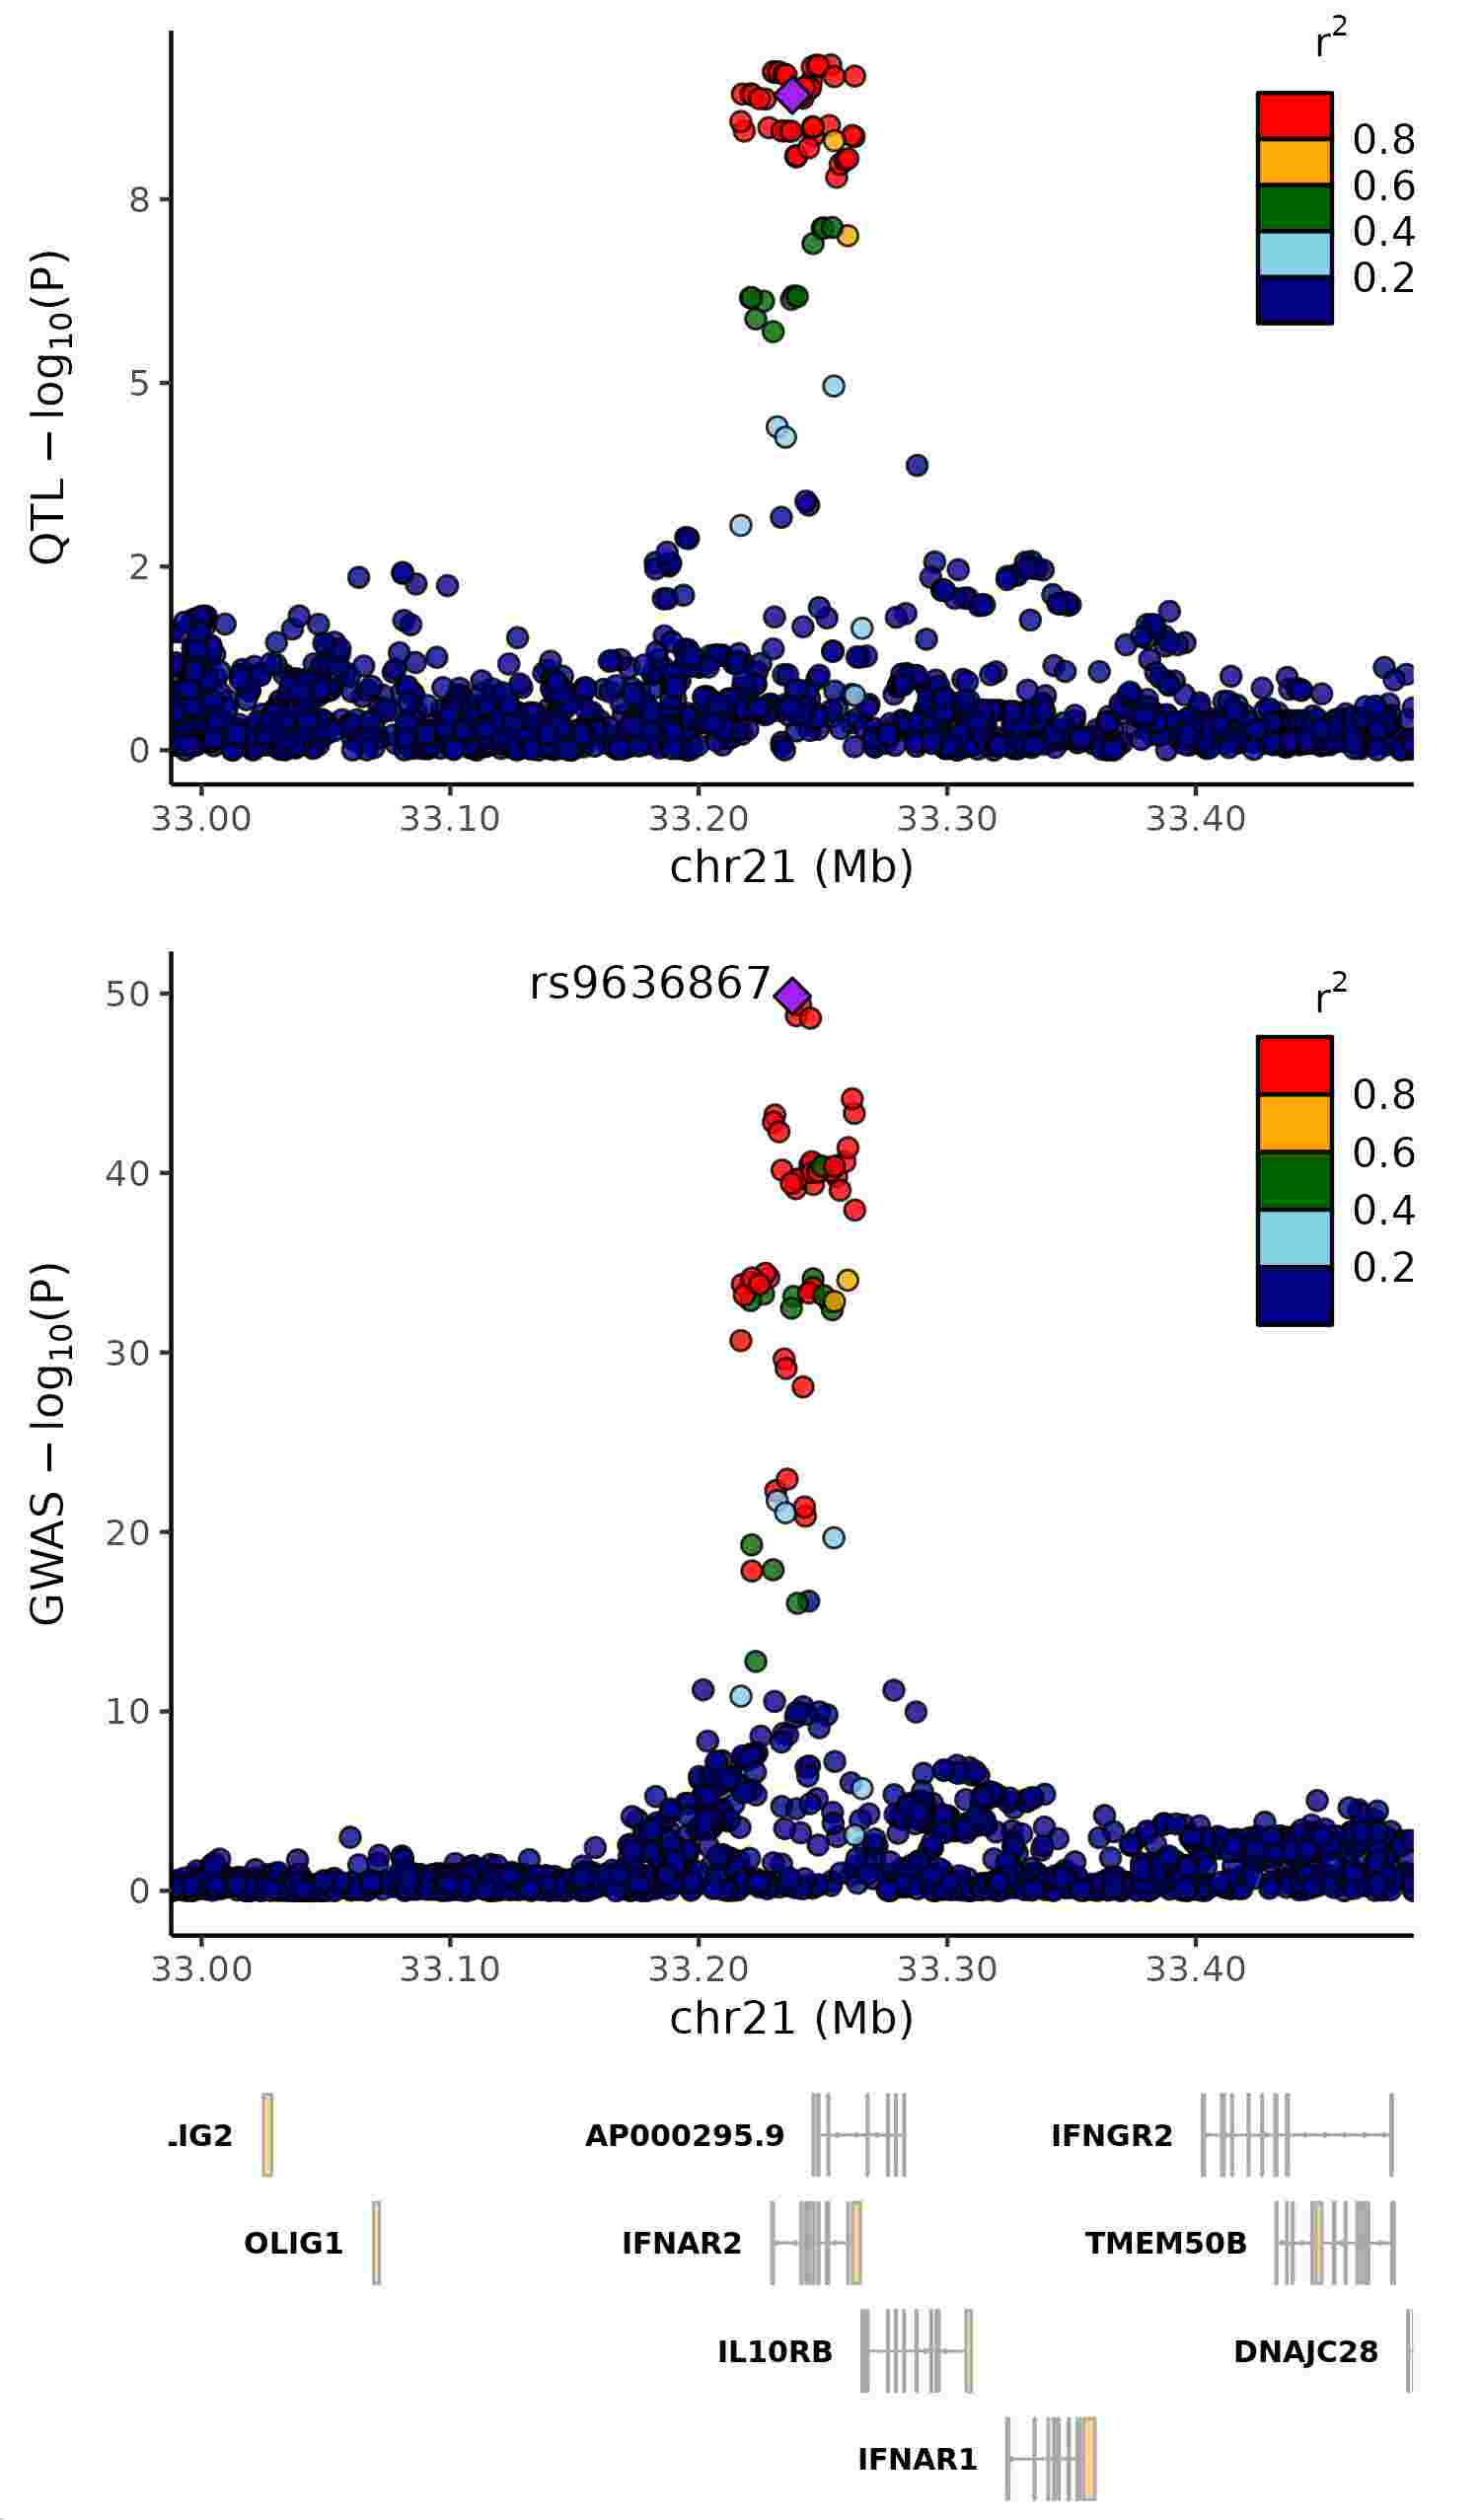 r2
0.8
0.6
0.4
0.2
QTL −log10(P)
8
5
2
0
33.00 33.10 33.20 33.30 33.40
chr21 (Mb)
rs9636867
r2
0.8
0.6
0.4
0.2
GWAS −log10(P)
50
40
30
20
10
0
33.00 33.10 33.20 33.30 33.40
chr21 (Mb)
.IG2 AP000295.9 IFNGR2
OLIG1 IFNAR2 TMEM50B
IL10RB DNAJC28
IFNAR1